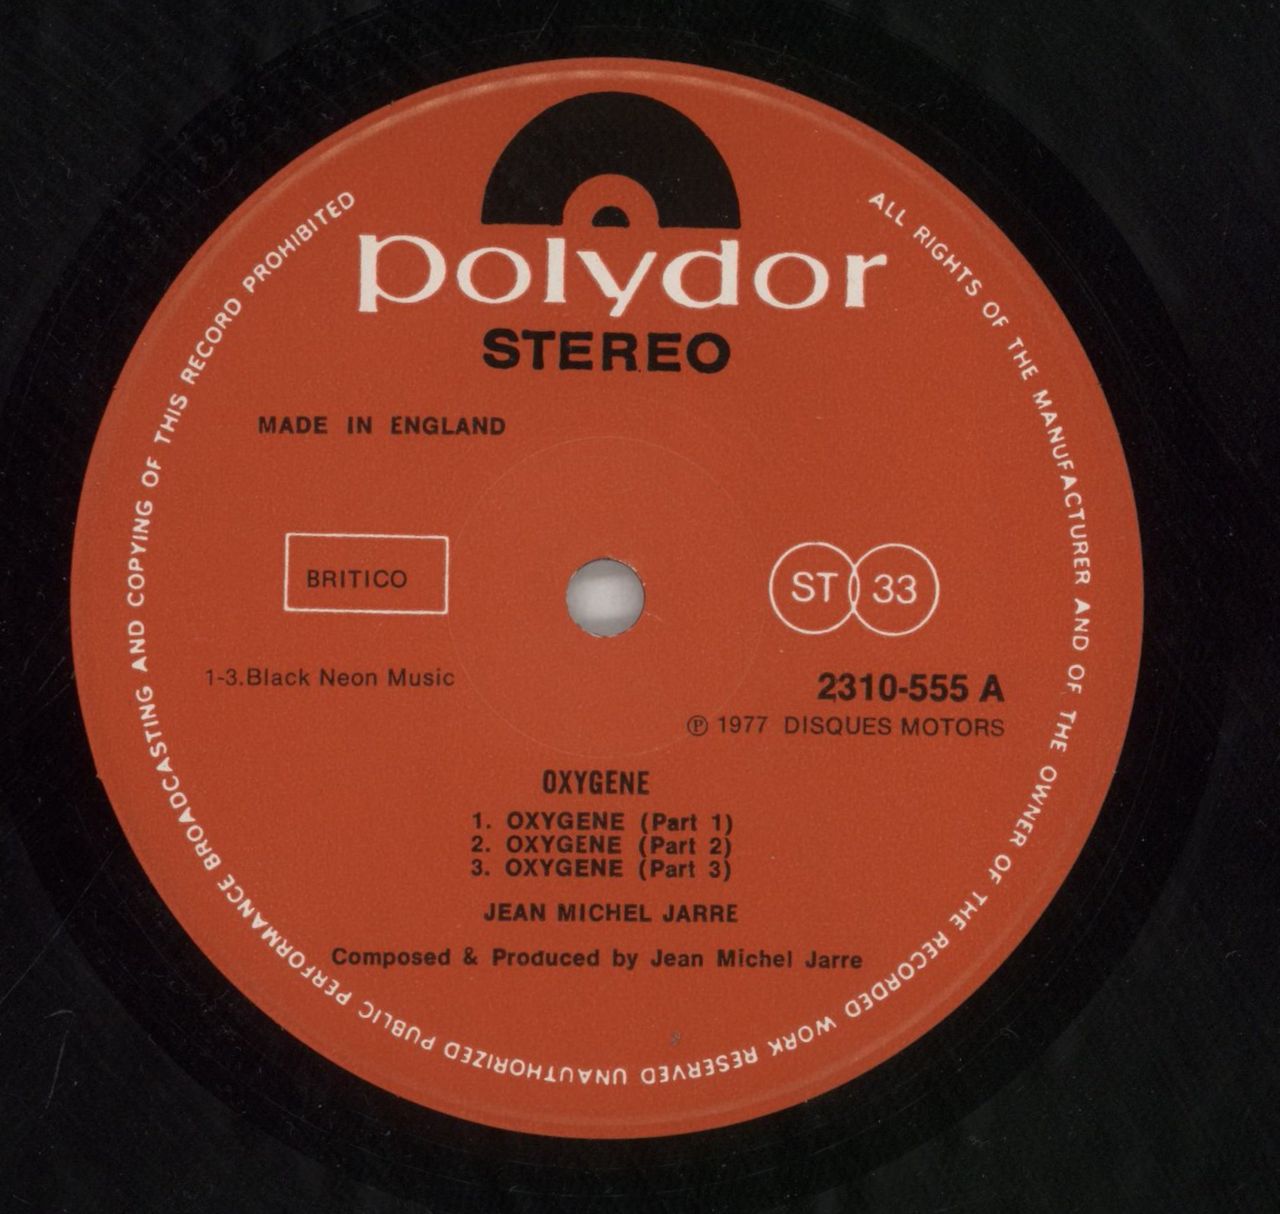 polydor
STEREO
MADE IN ENGLAND
BRITICO
ST 33
1-3.Black Neon Music
2310-555 A
℗ 1977 DISQUES MOTORS
OXYGENE
1. OXYGENE (Part 1)
2. OXYGENE (Part 2)
3. OXYGENE (Part 3)
JEAN MICHEL JARRE
Composed & Produced by Jean Michel Jarre
ALL RIGHTS OF THE MANUFACTURER AND OF THE OWNER OF THE RECORDED WORK RESERVED UNAUTHORIZED PUBLIC PERFORMANCE BROADCASTING AND COPYING OF THIS RECORD PROHIBITED